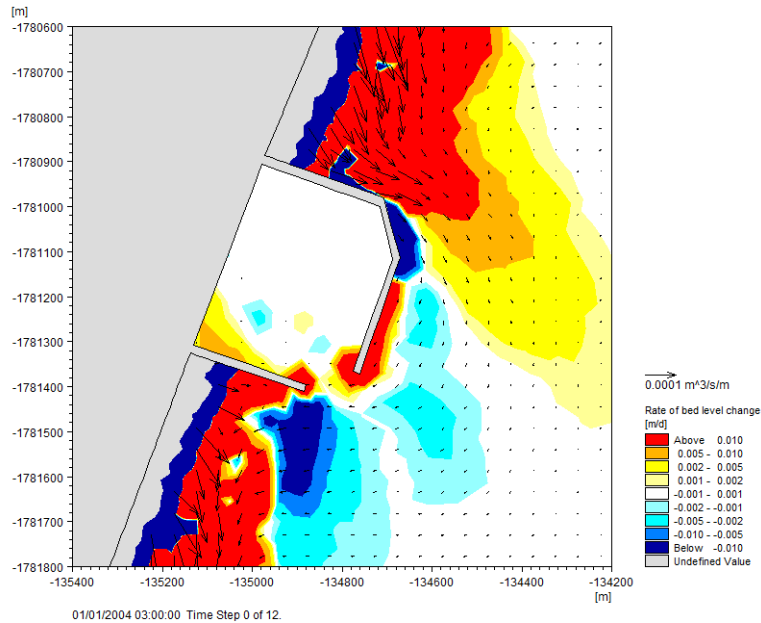 [m]
-1780600
-1780700
-1780800
-1780900
-1781000
-1781100
-1781200
-1781300
-1781400
-1781500
-1781600
-1781700
-1781800
-135400 -135200 -135000 -134800 -134600 -134400 -134200
[m]
01/01/2004 03:00:00 Time Step 0 of 12.
0.0001 m^3/s/m
Rate of bed level change
[m/d]
Above 0.010
0.005 - 0.010
0.002 - 0.005
0.001 - 0.002
-0.001 - 0.001
-0.002 - -0.001
-0.005 - -0.002
-0.010 - -0.005
Below -0.010
Undefined Value